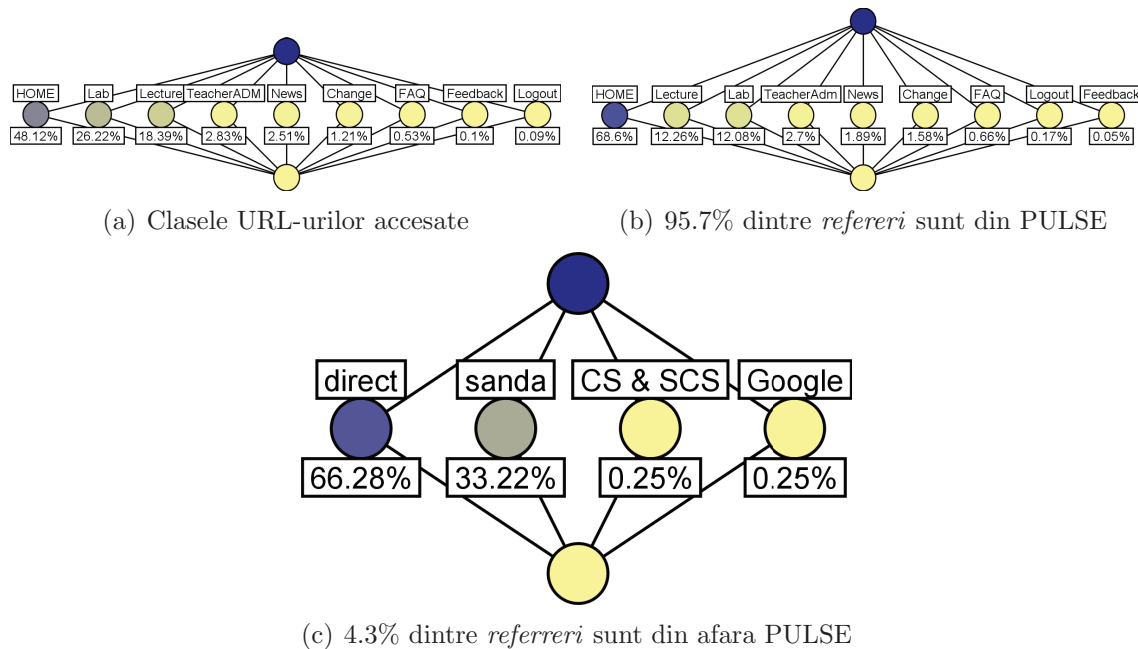 HOME Lab Lecture TeacherADM News Change FAQ Feedback Logout
48.12% 26.22% 18.39% 2.83% 2.51% 1.21% 0.53% 0.1% 0.09%
(a) Clasele URL-urilor accesate
HOME Lecture Lab TeacherAdm News Change FAQ Logout Feedback
68.6% 12.26% 12.08% 2.7% 1.89% 1.58% 0.66% 0.17% 0.05%
(b) 95.7% dintre refereri sunt din PULSE
direct sanda CS & SCS Google
66.28% 33.22% 0.25% 0.25%
(c) 4.3% dintre referreri sunt din afara PULSE